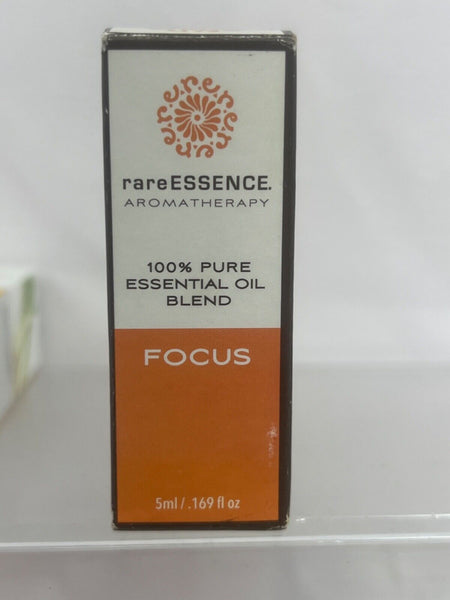 rareESSENCE.
AROMATHERAPY
100% PURE
ESSENTIAL OIL
BLEND
FOCUS
5ml / .169 fl oz